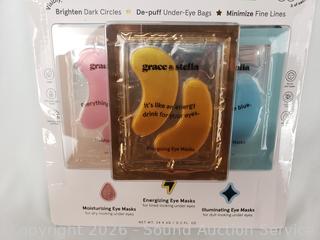 Brighten Dark Circles ★ De-puff Under-Eye Bags ★ Minimize Fine Lines
grace & stella
It's like an energy
drink for your eyes.
Energizing Eye Masks
Moisturizing Eye Masks
for dry-looking under eyes
Energizing Eye Masks
for tired-looking under eyes
Illuminating Eye Masks
for dull-looking under eyes
Copyright 2026 - Sound Auction Service